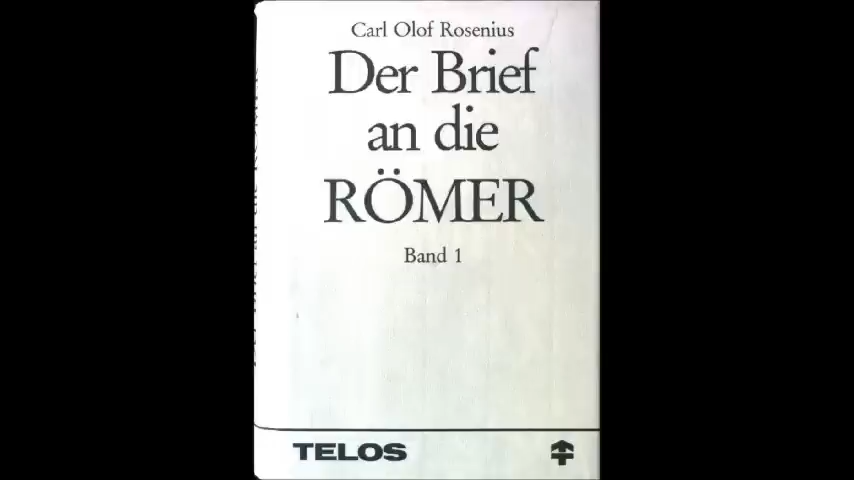 Carl Olof Rosenius
Der Brief
an die
RÖMER
Band 1
TELOS